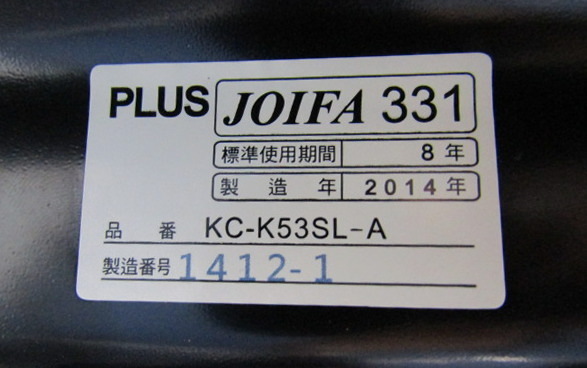 PLUS JOIFA 331
標準使用期間 8年
製造年 2014年
品番 KC-K53SL-A
製造番号 1412-1